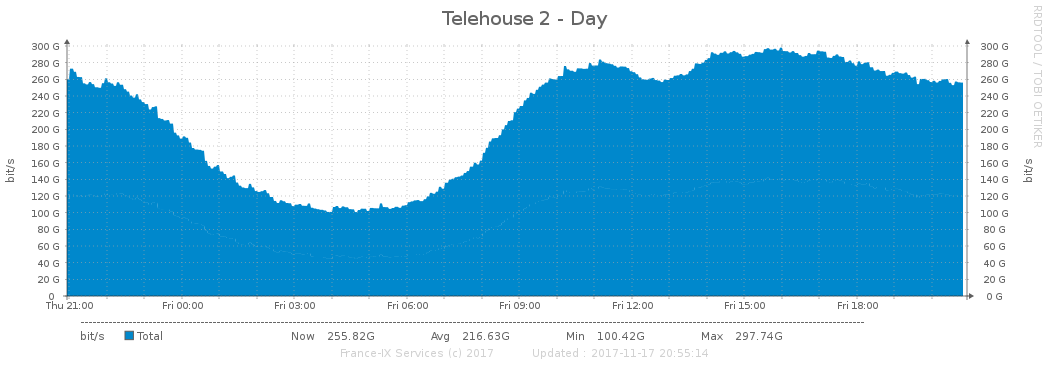 Telehouse 2 - Day
RRDTOOL / TOBI OETIKER
bit/s
300 G
280 G
260 G
240 G
220 G
200 G
180 G
160 G
140 G
120 G
100 G
80 G
60 G
40 G
20 G
0
300 G
280 G
260 G
240 G
220 G
200 G
180 G
160 G
140 G
120 G
100 G
80 G
60 G
40 G
20 G
0 G
bit/s
Thu 21:00 Fri 00:00 Fri 03:00 Fri 06:00 Fri 09:00 Fri 12:00 Fri 15:00 Fri 18:00
bit/s Total Now 255.82G Avg 216.63G Min 100.42G Max 297.74G
France-IX Services (c) 2017 Updated : 2017-11-17 20:55:14